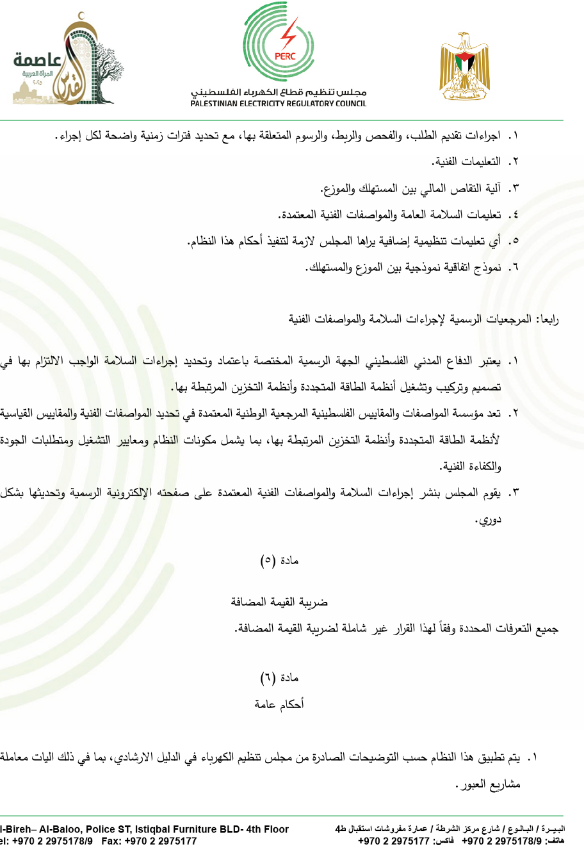 عاصمة
المرأة العربية
القدس
PERC
مجلس تنظيم قطاع الكهرباء الفلسطيني
PALESTINIAN ELECTRICITY REGULATORY COUNCIL
١. اجراءات تقديم الطلب، والفحص والربط، والرسوم المتعلقة بها، مع تحديد فترات زمنية واضحة لكل إجراء.
٢. التعليمات الفنية.
٣. آلية التقاص المالي بين المستهلك والموزع.
٤. تعليمات السلامة العامة والمواصفات الفنية المعتمدة.
٥. أي تعليمات تنظيمية إضافية يراها المجلس لازمة لتنفيذ أحكام هذا النظام.
٦. نموذج اتفاقية نموذجية بين الموزع والمستهلك.
رابعا: المرجعيات الرسمية لإجراءات السلامة والمواصفات الفنية
١. يعتبر الدفاع المدني الفلسطيني الجهة الرسمية المختصة باعتماد وتحديد إجراءات السلامة الواجب الالتزام بها في
تصميم وتركيب وتشغيل أنظمة الطاقة المتجددة وأنظمة التخزين المرتبطة بها.
٢. تعد مؤسسة المواصفات والمقاييس الفلسطينية المرجعية الوطنية المعتمدة في تحديد المواصفات الفنية والمقاييس القياسية
لأنظمة الطاقة المتجددة وأنظمة التخزين المرتبطة بها، بما يشمل مكونات النظام ومعايير التشغيل ومتطلبات الجودة
والكفاءة الفنية.
٣. يقوم المجلس بنشر إجراءات السلامة والمواصفات الفنية المعتمدة على صفحته الإلكترونية الرسمية وتحديثها بشكل
دوري.
مادة (٥)
ضريبة القيمة المضافة
جميع التعرفات المحددة وفقاً لهذا القرار غير شاملة لضريبة القيمة المضافة.
مادة (٦)
أحكام عامة
١. يتم تطبيق هذا النظام حسب التوضيحات الصادرة من مجلس تنظيم الكهرباء في الدليل الارشادي، بما في ذلك اليات معاملة
مشاريع العبور.
البيـرة / البالـوع / شارع مركز الشرطة / عمارة مفروشات استقبال ط4
هاتف: 9/2975178 2 970+ فاكس: 2975177 2 970+
l-Bireh– Al-Baloo, Police ST, Istiqbal Furniture BLD- 4th Floor
el: +970 2 2975178/9 Fax: +970 2 2975177